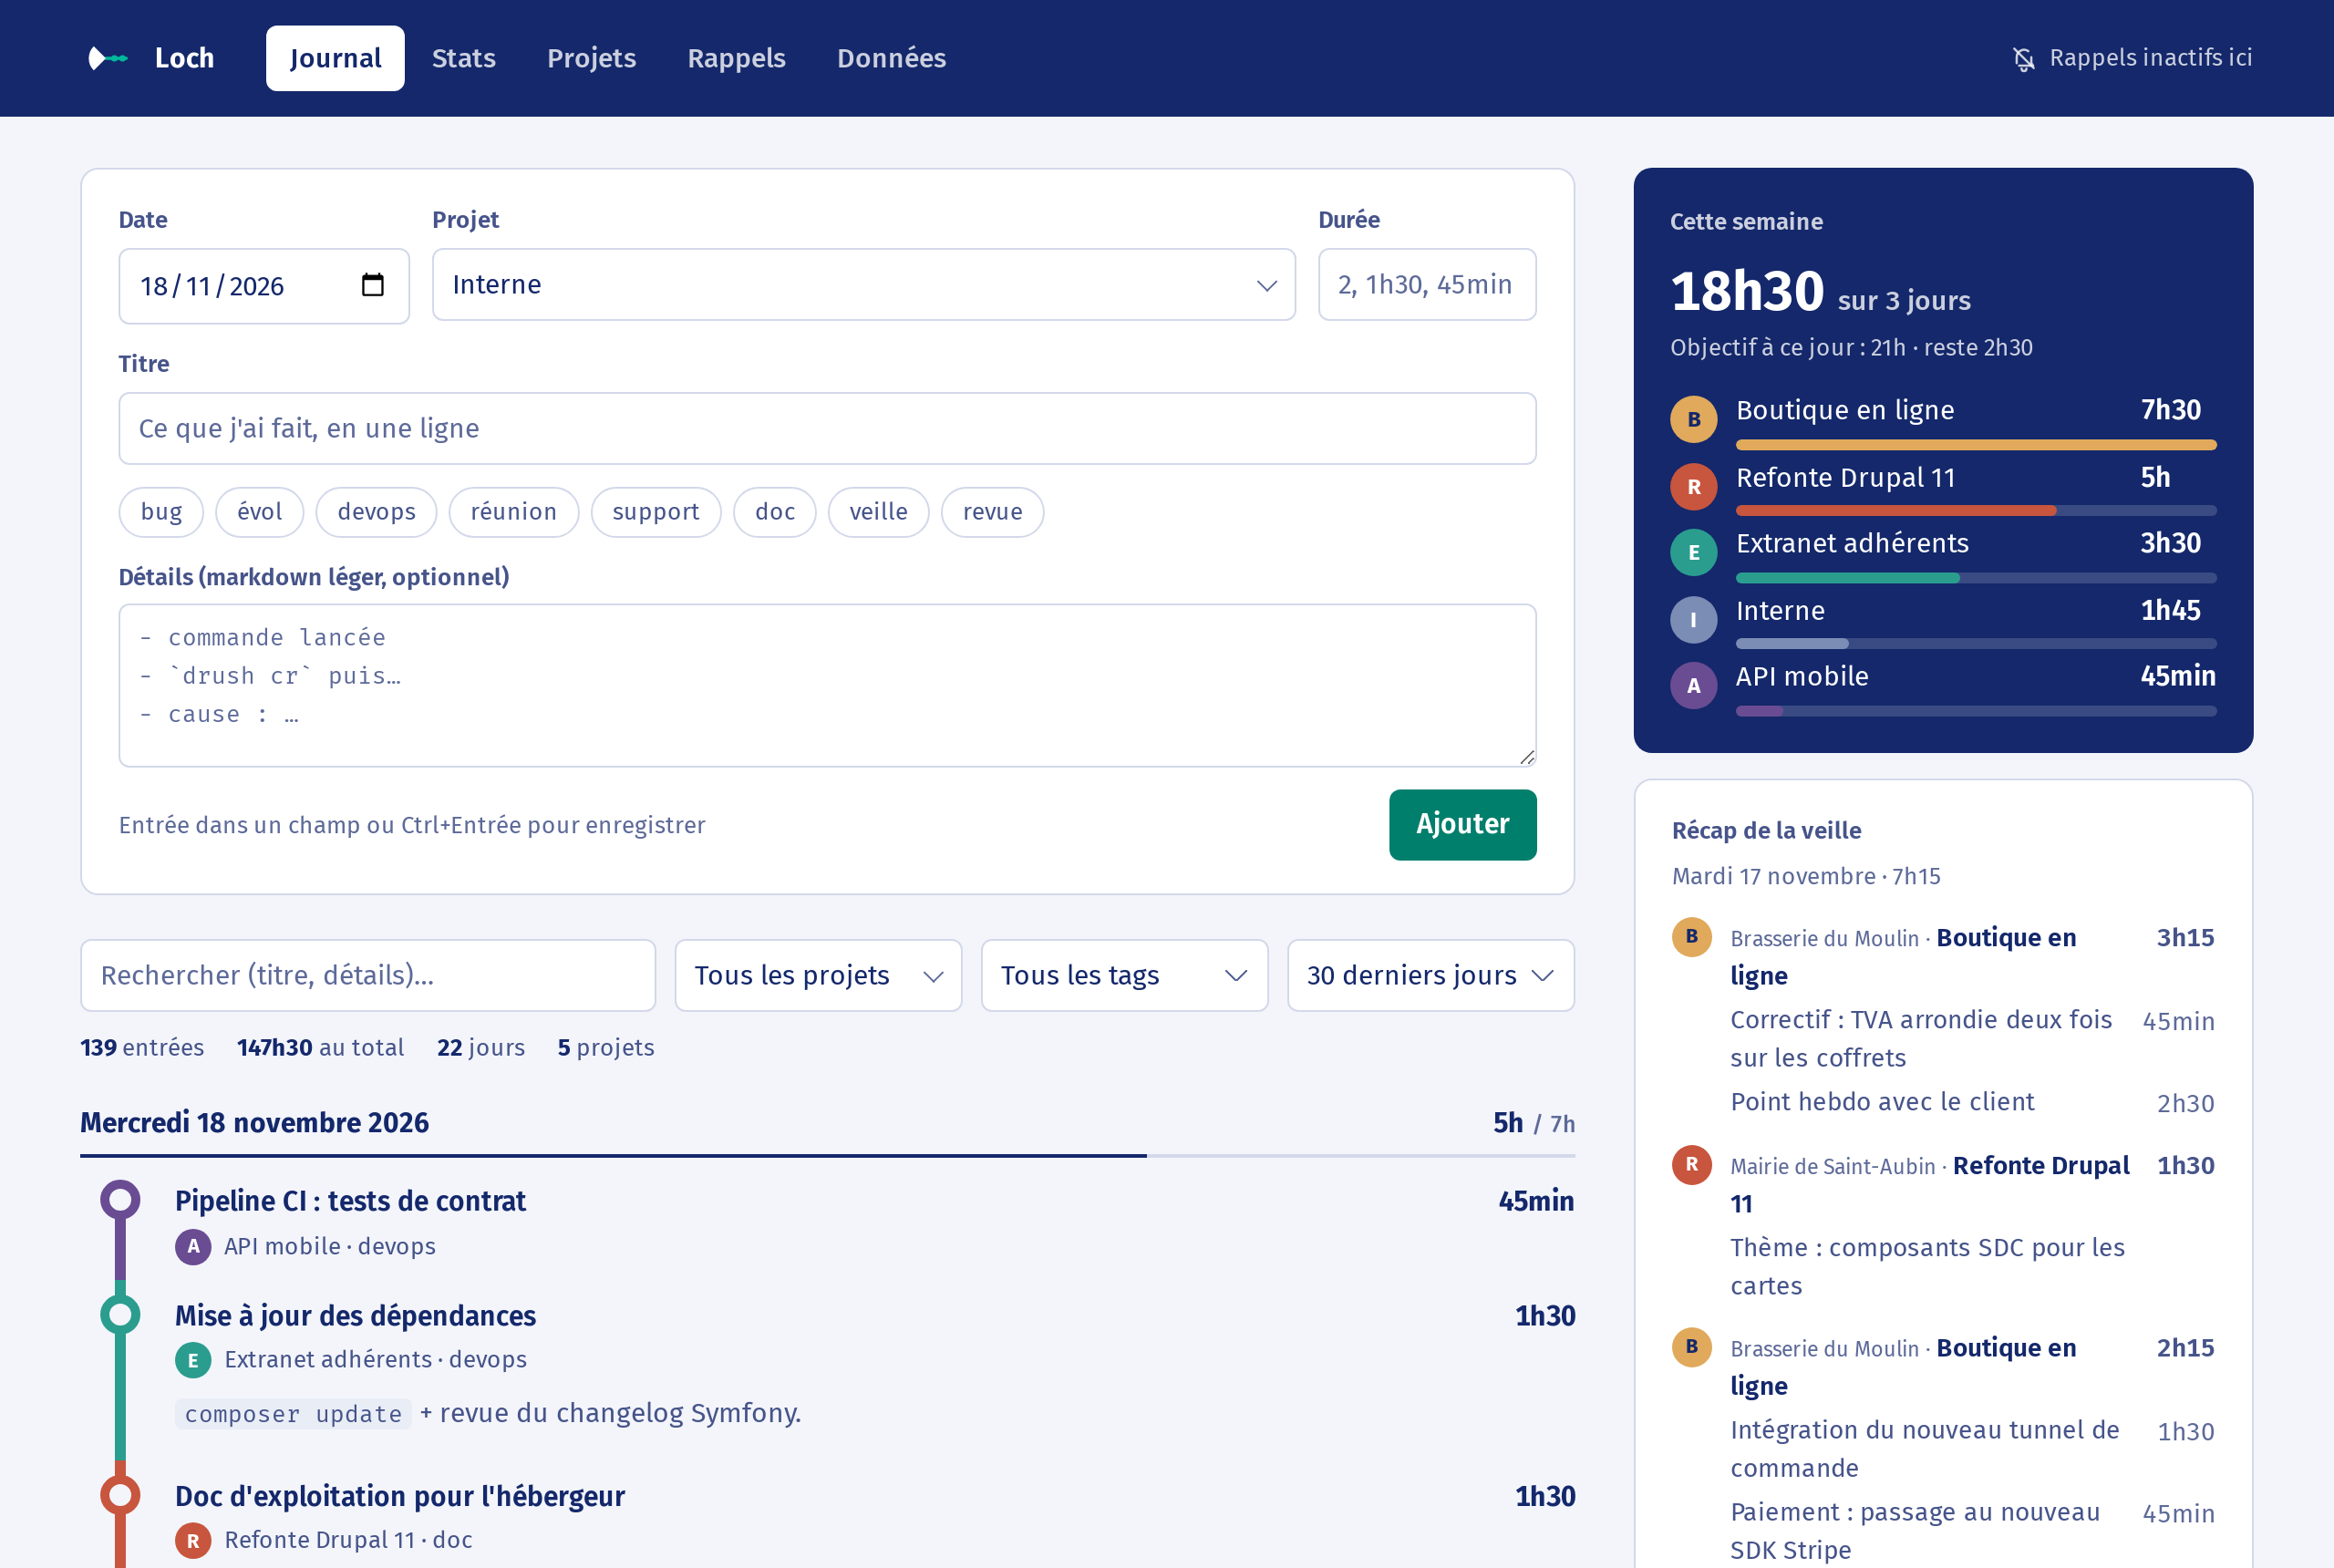 Loch
Journal
Stats
Projets
Rappels
Données
Rappels inactifs ici
Date
Projet
Durée
18/11/2026
Interne
2, 1h30, 45min
Titre
Ce que j'ai fait, en une ligne
bug
évol
devops
réunion
support
doc
veille
revue
Détails (markdown léger, optionnel)
- commande lancée
- `drush cr` puis…
- cause : …
Entrée dans un champ ou Ctrl+Entrée pour enregistrer
Ajouter
Rechercher (titre, détails)…
Tous les projets
Tous les tags
30 derniers jours
139 entrées 147h30 au total 22 jours 5 projets
Mercredi 18 novembre 2026 5h / 7h
Pipeline CI : tests de contrat 45min
A API mobile · devops
Mise à jour des dépendances 1h30
E Extranet adhérents · devops
composer update + revue du changelog Symfony.
Doc d'exploitation pour l'hébergeur 1h30
R Refonte Drupal 11 · doc
Cette semaine
18h30 sur 3 jours
Objectif à ce jour : 21h · reste 2h30
B Boutique en ligne 7h30
R Refonte Drupal 11 5h
E Extranet adhérents 3h30
I Interne 1h45
A API mobile 45min
Récap de la veille
Mardi 17 novembre · 7h15
B Brasserie du Moulin · Boutique en 3h15
ligne
Correctif : TVA arrondie deux fois 45min
sur les coffrets
Point hebdo avec le client 2h30
R Mairie de Saint-Aubin · Refonte Drupal 1h30
11
Thème : composants SDC pour les
cartes
B Brasserie du Moulin · Boutique en 2h15
ligne
Intégration du nouveau tunnel de 1h30
commande
Paiement : passage au nouveau 45min
SDK Stripe